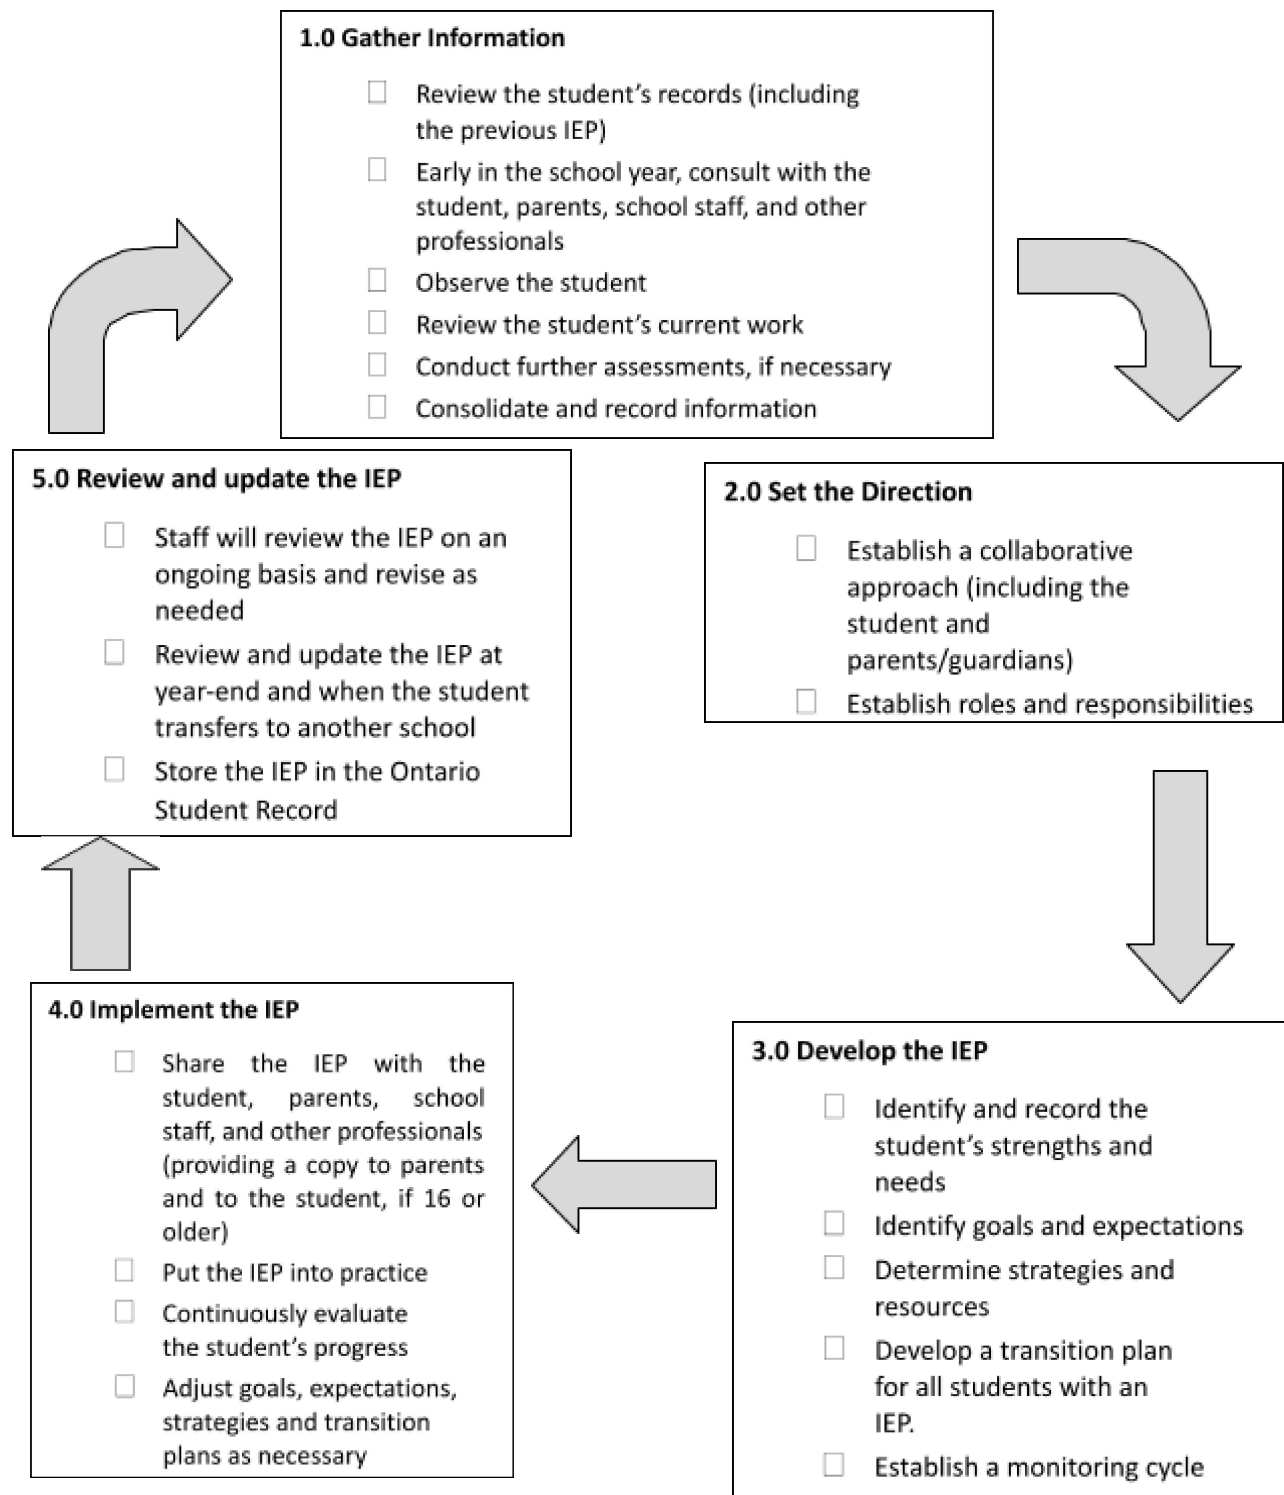 1.0 Gather Information
Review the student's records (including
the previous IEP)
Early in the school year, consult with the
student, parents, school staff, and other
professionals
Observe the student
Review the student's current work
Conduct further assessments, if necessary
Consolidate and record information
2.0 Set the Direction
Establish a collaborative
approach (including the
student and
parents/guardians)
Establish roles and responsibilities
3.0 Develop the IEP
Identify and record the
student's strengths and
needs
Identify goals and expectations
Determine strategies and
resources
Develop a transition plan
for all students with an
IEP.
Establish a monitoring cycle
4.0 Implement the IEP
Share the IEP with the
student, parents, school
staff, and other professionals
(providing a copy to parents
and to the student, if 16 or
older)
Put the IEP into practice
Continuously evaluate
the student's progress
Adjust goals, expectations,
strategies and transition
plans as necessary
5.0 Review and update the IEP
Staff will review the IEP on an
ongoing basis and revise as
needed
Review and update the IEP at
year-end and when the student
transfers to another school
Store the IEP in the Ontario
Student Record